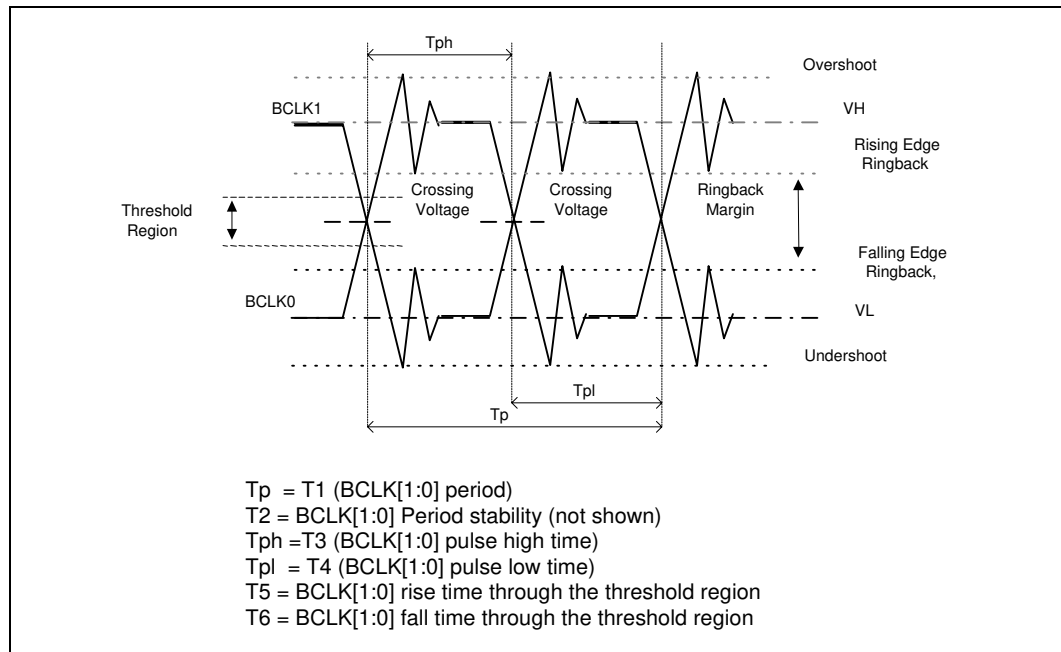 Tph
Overshoot
BCLK1
VH
Rising Edge
Ringback
Crossing
Voltage
Crossing
Voltage
Ringback
Margin
Threshold
Region
Falling Edge
Ringback,
BCLK0
VL
Undershoot
Tpl
Tp
Tp = T1 (BCLK[1:0] period)
T2 = BCLK[1:0] Period stability (not shown)
Tph =T3 (BCLK[1:0] pulse high time)
Tpl = T4 (BCLK[1:0] pulse low time)
T5 = BCLK[1:0] rise time through the threshold region
T6 = BCLK[1:0] fall time through the threshold region